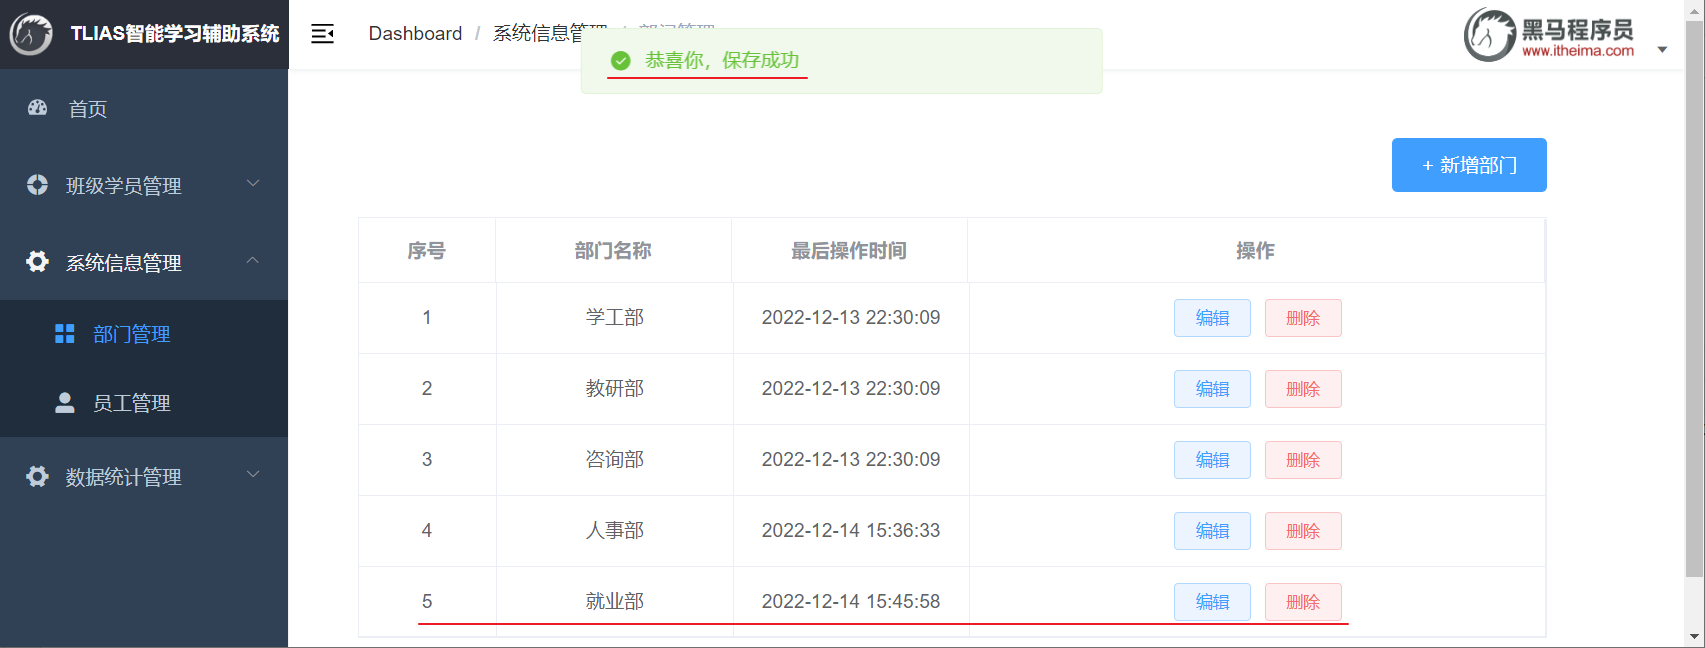 TLIAS智能学习辅助系统
Dashboard / 系统信息管理 / 部门管理
黑马程序员
www.itheima.com
恭喜你，保存成功
首页
班级学员管理
系统信息管理
部门管理
员工管理
数据统计管理
+ 新增部门
序号 部门名称 最后操作时间 操作
1 学工部 2022-12-13 22:30:09 编辑 删除
2 教研部 2022-12-13 22:30:09 编辑 删除
3 咨询部 2022-12-13 22:30:09 编辑 删除
4 人事部 2022-12-14 15:36:33 编辑 删除
5 就业部 2022-12-14 15:45:58 编辑 删除